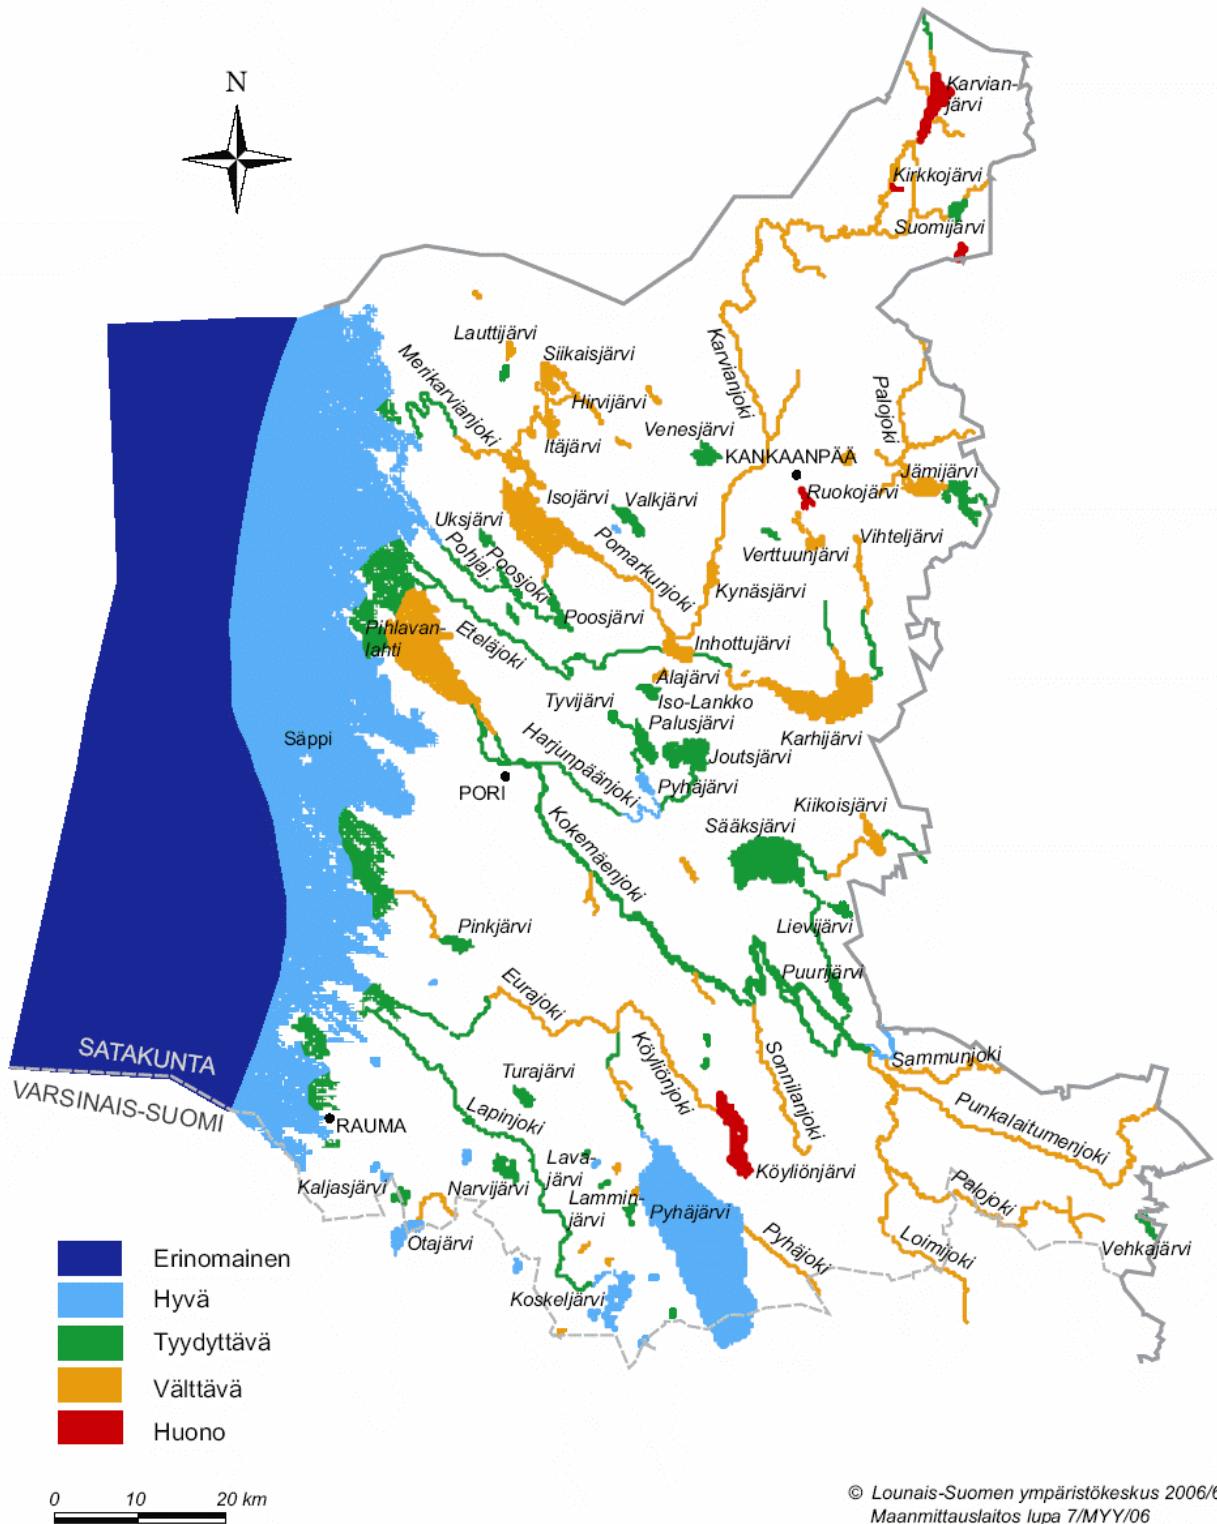 N
Karvian-
järvi
Kirkkojärvi
Suomijärvi
Lauttijärvi
Siikaisjärvi
Merikarvianjoki
Hirvijärvi
Karvianjoki
Palojoki
Itäjärvi
Venesjärvi
KANKAANPÄÄ
Jämijärvi
Ruokojärvi
Isojärvi
Valkjärvi
Uksjärvi
Pohjaj.
Poosjoki
Pomarkunjoki
Verttuunjärvi
Vihteljärvi
Kynäsjärvi
Poosjärvi
Pihlavan-
lahti
Eteläjoki
Inhottujärvi
Alajärvi
Iso-Lankko
Tyvijärvi
Palusjärvi
Karhijärvi
Säppi
Harjunpäänjoki
Joutsjärvi
Pyhäjärvi
PORI
Kiikoisjärvi
Sääksjärvi
Kokemäenjoki
Pinkjärvi
Lievijärvi
Puurijärvi
Eurajoki
SATAKUNTA
VARSINAIS-SUOMI
Köyliönjoki
Sonnilanjoki
Sammunjoki
Turajärvi
Lapinjoki
RAUMA
Punkalaitumenjoki
Lava-
järvi
Köyliönjärvi
Kaljasjärvi
Narvijärvi
Lammin-
järvi
Pyhäjärvi
Palojoki
Otajärvi
Pyhäjoki
Loimijoki
Vehkajärvi
Koskeljärvi
Erinomainen
Hyvä
Tyydyttävä
Välttävä
Huono
0 10 20 km
© Lounais-Suomen ympäristökeskus 2006/6
Maanmittauslaitos lupa 7/MYY/06